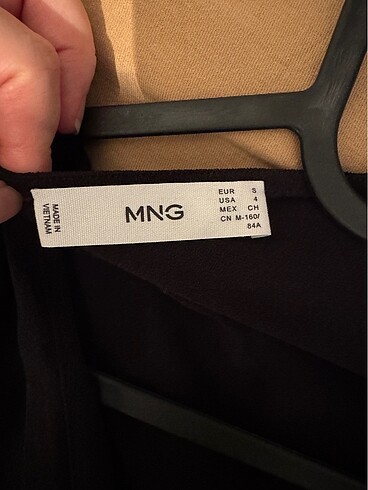 MADE IN
VIETNAM
MNG
EUR S
USA 4
MEX CH
CN M-160/
84A